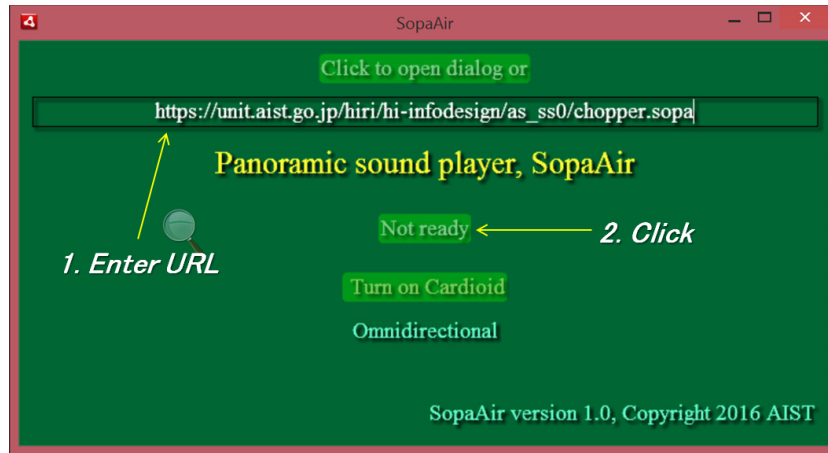 SopaAir
Click to open dialog or
https://unit.aist.go.jp/hiri/hi-infodesign/as_ss0/chopper.sopa
Panoramic sound player, SopaAir
Not ready
2. Click
1. Enter URL
Turn on Cardioid
Omnidirectional
SopaAir version 1.0, Copyright 2016 AIST